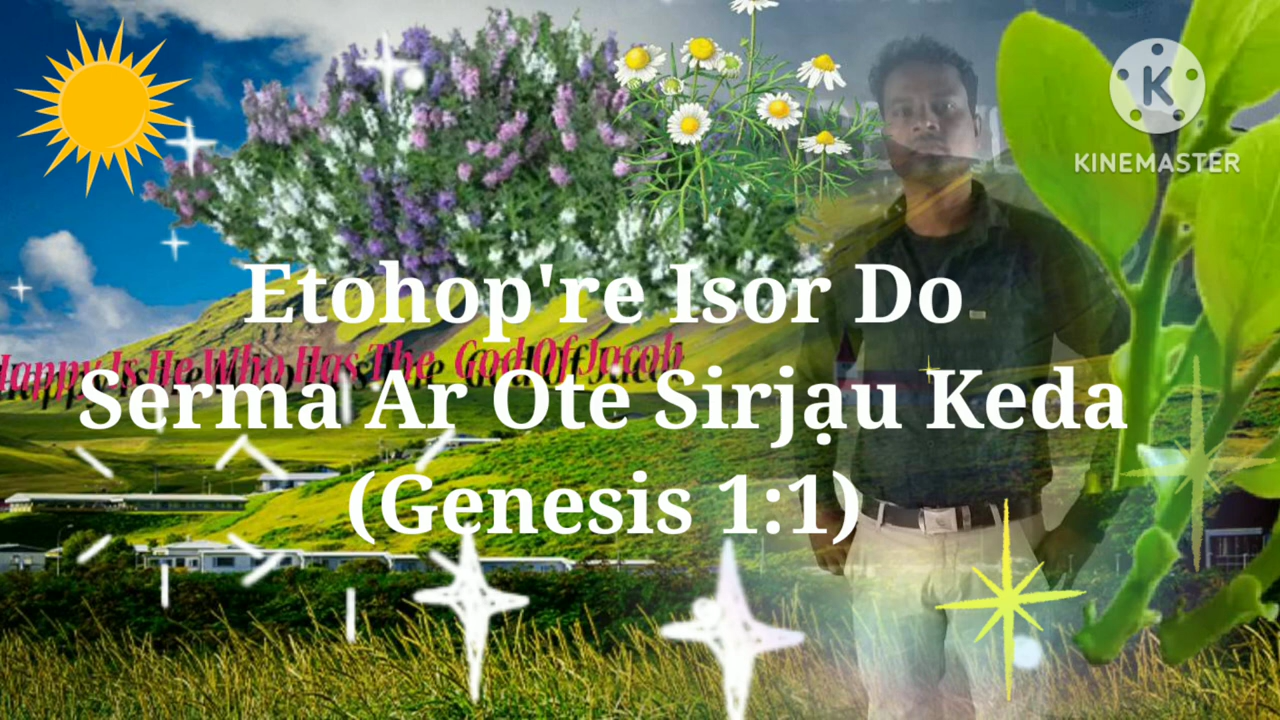 KINEMASTER
Etohop're Isor Do
Happy Is He Who Has The God Of Jacob
Serma Ar Ote Sirjạu Keda
(Genesis 1:1)